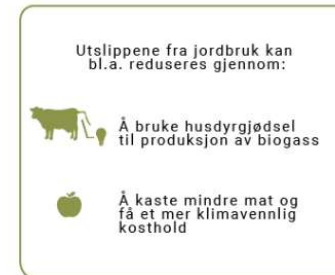 Utslippene fra jordbruk kan
bl.a. reduseres gjennom:
Å bruke husdyrgjødsel
til produksjon av biogass
Å kaste mindre mat og
få et mer klimavennlig
kosthold